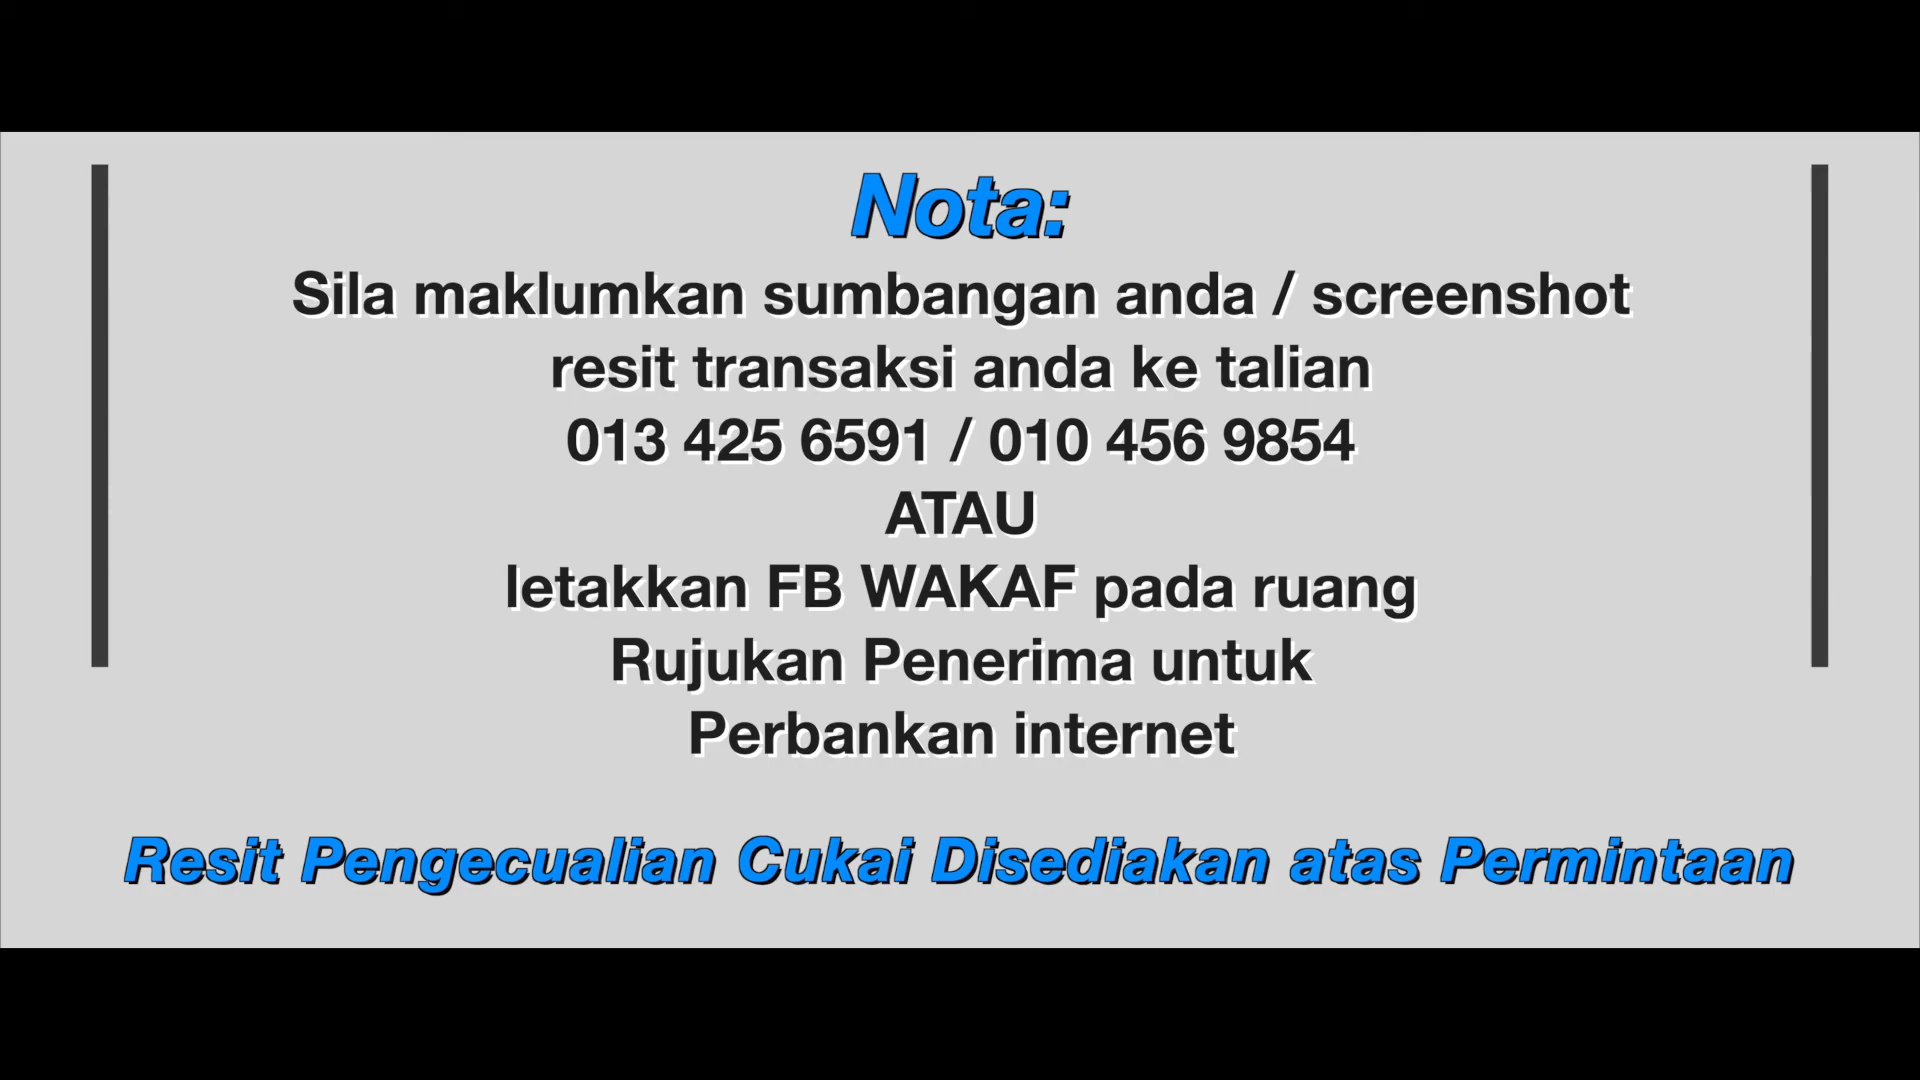 Nota:
Sila maklumkan sumbangan anda / screenshot
resit transaksi anda ke talian
013 425 6591 / 010 456 9854
ATAU
letakkan FB WAKAF pada ruang
Rujukan Penerima untuk
Perbankan internet
Resit Pengecualian Cukai Disediakan atas Permintaan